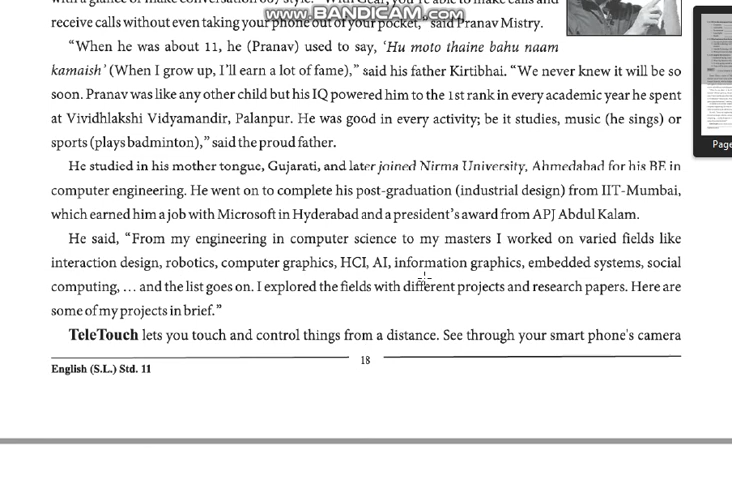 receive calls without even taking your phone out of your pocket," said Pranav Mistry.
www.BANDICAM.com
"When he was about 11, he (Pranav) used to say, 'Hu moto thaine bahu naam
kamaish' (When I grow up, I'll earn a lot of fame)," said his father Kirtibhai. "We never knew it will be so
soon. Pranav was like any other child but his IQ powered him to the 1st rank in every academic year he spent
at Vividhlakshi Vidyamandir, Palanpur. He was good in every activity; be it studies, music (he sings) or
sports (plays badminton)," said the proud father.
He studied in his mother tongue, Gujarati, and later joined Nirma University, Ahmedabad for his BE in
computer engineering. He went on to complete his post-graduation (industrial design) from IIT-Mumbai,
which earned him a job with Microsoft in Hyderabad and a president's award from APJ Abdul Kalam.
He said, "From my engineering in computer science to my masters I worked on varied fields like
interaction design, robotics, computer graphics, HCI, AI, information graphics, embedded systems, social
computing, ... and the list goes on. I explored the fields with different projects and research papers. Here are
some of my projects in brief."
TeleTouch lets you touch and control things from a distance. See through your smart phone's camera
18
English (S.L.) Std. 11
Page